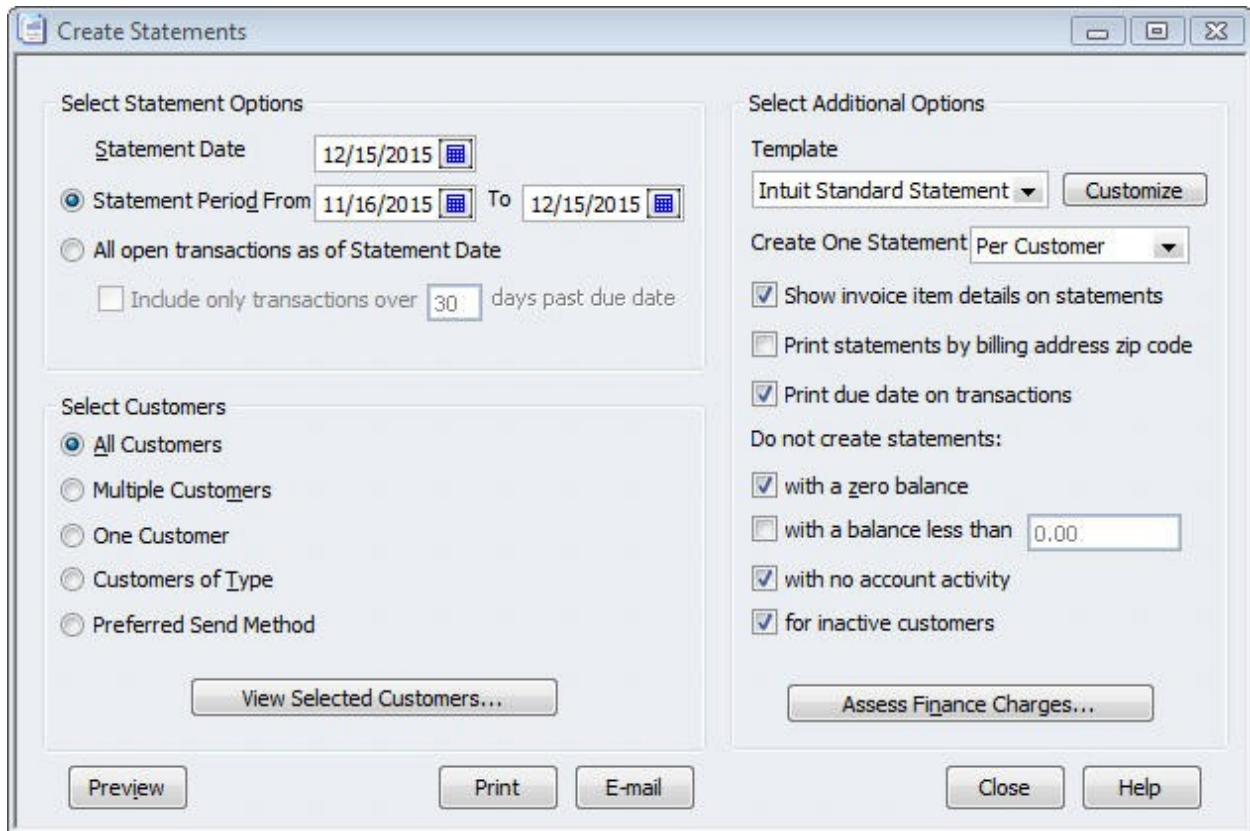 Create Statements
Select Statement Options
Statement Date 12/15/2015
Statement Period From 11/16/2015 To 12/15/2015
All open transactions as of Statement Date
Include only transactions over 30 days past due date
Select Customers
All Customers
Multiple Customers
One Customer
Customers of Type
Preferred Send Method
View Selected Customers...
Select Additional Options
Template
Intuit Standard Statement Customize
Create One Statement Per Customer
Show invoice item details on statements
Print statements by billing address zip code
Print due date on transactions
Do not create statements:
with a zero balance
with a balance less than 0.00
with no account activity
for inactive customers
Assess Finance Charges...
Preview Print E-mail Close Help